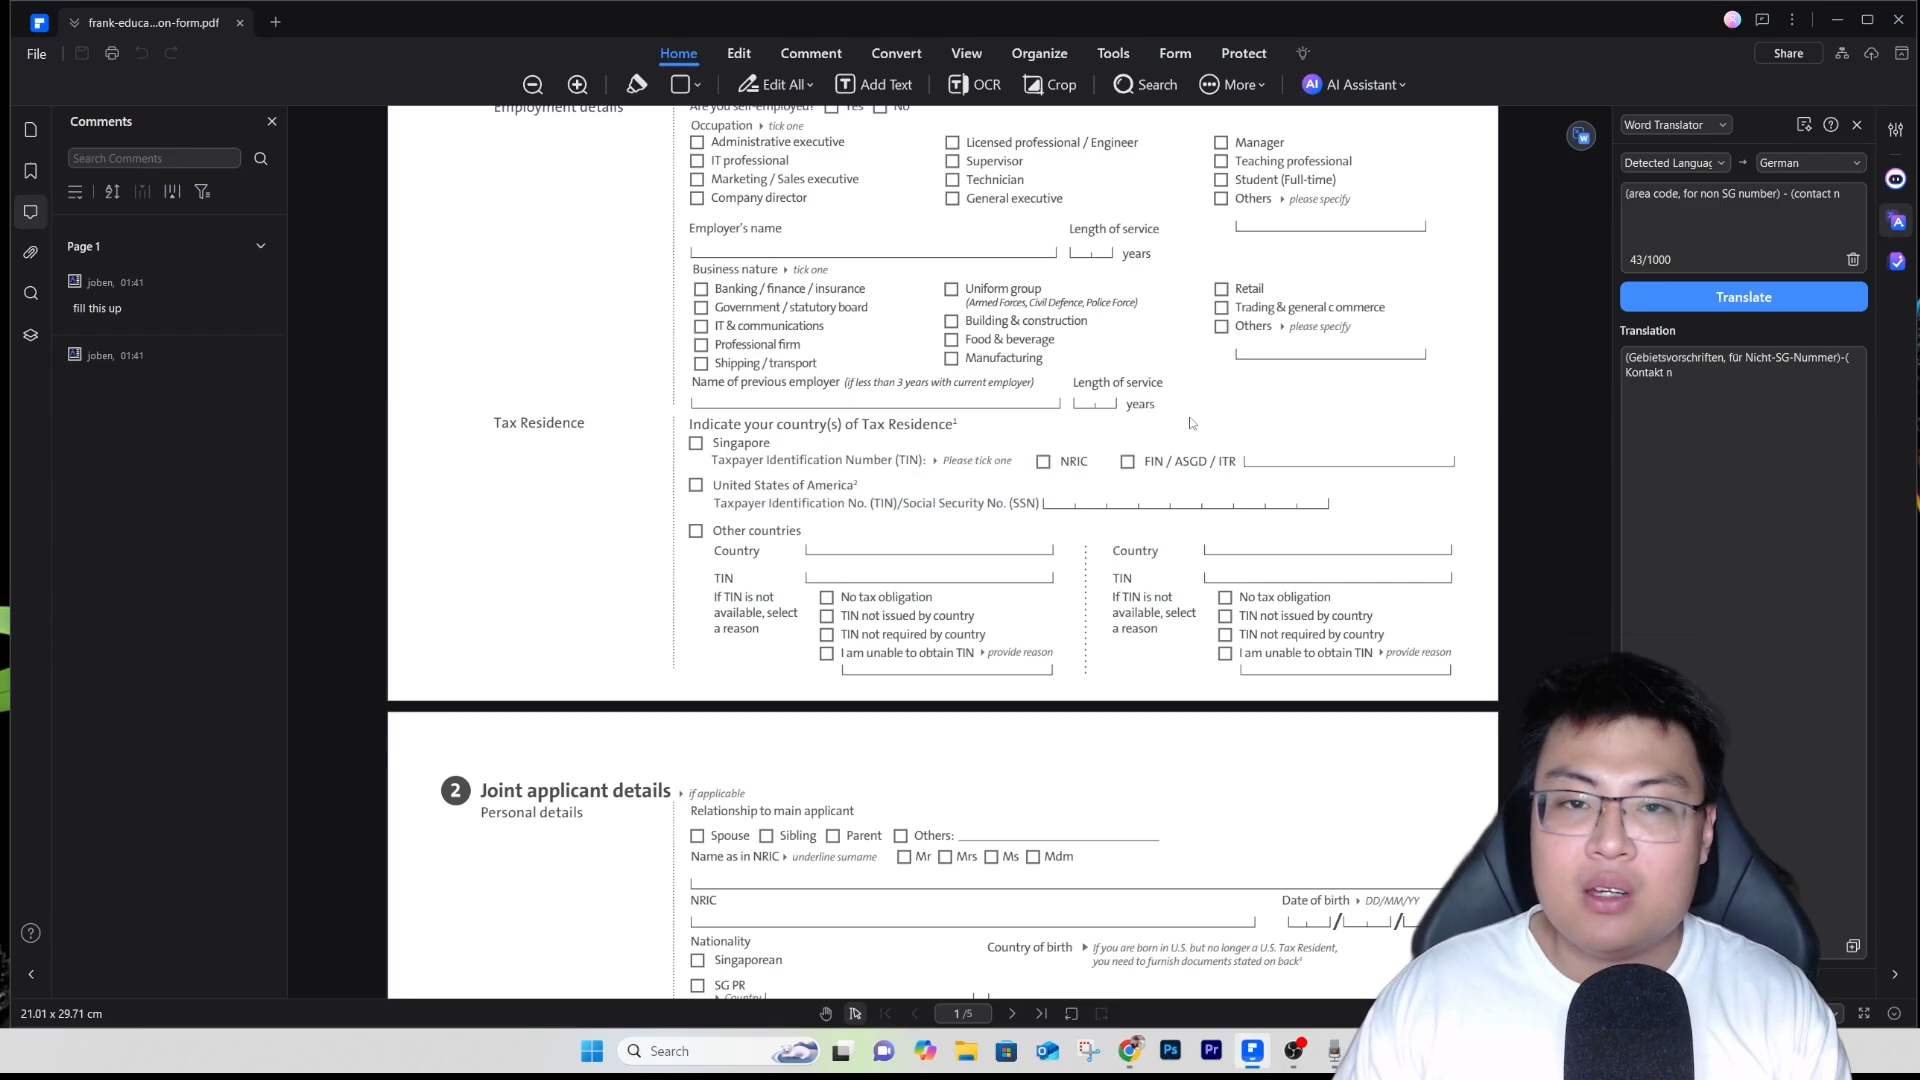 frank-educa...on-form.pdf
File
Home
Edit
Comment
Convert
View
Organize
Tools
Form
Protect
Share
Edit All
Add Text
OCR
Crop
Search
More
AI Assistant
Comments
Search Comments
Page 1
joben, 01:41
fill this up
joben, 01:41
Employment details
Are you self-employed? Yes No
Occupation tick one
Administrative executive
Licensed professional / Engineer
Manager
IT professional
Supervisor
Teaching professional
Marketing / Sales executive
Technician
Student (Full-time)
Company director
General executive
Others please specify
Employer's name
Length of service
years
Business nature tick one
Banking / finance / insurance
Uniform group
(Armed Forces, Civil Defence, Police Force)
Retail
Government / statutory board
Trading & general c ommerce
IT & communications
Building & construction
Others please specify
Professional firm
Food & beverage
Shipping / transport
Manufacturing
Name of previous employer (if less than 3 years with current employer)
Length of service
years
Tax Residence
Indicate your country(s) of Tax Residence¹
Singapore
Taxpayer Identification Number (TIN): Please tick one NRIC FIN / ASGD / ITR
United States of America²
Taxpayer Identification No. (TIN)/Social Security No. (SSN)
Other countries
Country
Country
TIN
TIN
If TIN is not
available, select
a reason
No tax obligation
TIN not issued by country
TIN not required by country
I am unable to obtain TIN provide reason
If TIN is not
available, select
a reason
No tax obligation
TIN not issued by country
TIN not required by country
I am unable to obtain TIN provide reason
2 Joint applicant details if applicable
Personal details
Relationship to main applicant
Spouse Sibling Parent Others:
Name as in NRIC underline surname Mr Mrs Ms Mdm
NRIC
Date of birth DD/MM/YY
Nationality
Country of birth If you are born in U.S. but no longer a U.S. Tax Resident,
you need to furnish documents stated on back³
Singaporean
SG PR
Country
Word Translator
Detected Languag
German
(area code, for non SG number) - (contact n
43/1000
Translate
Translation
(Gebietsvorschriften, für Nicht-SG-Nummer)-(
Kontakt n
21.01 x 29.71 cm
1 /5
Search